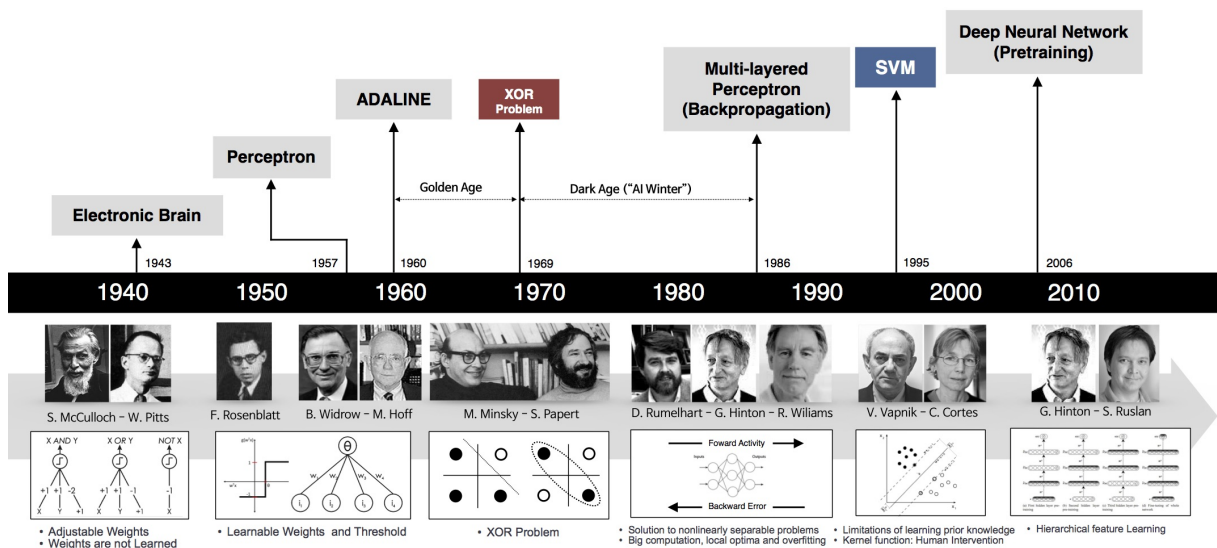 Deep Neural Network
(Pretraining)
Multi-layered
Perceptron
(Backpropagation)
SVM
ADALINE
XOR
Problem
Perceptron
Golden Age
Dark Age ("AI Winter")
Electronic Brain
1943
1957
1960
1969
1986
1995
2006
1940
1950
1960
1970
1980
1990
2000
2010
S. McCulloch – W. Pitts
F. Rosenblatt
B. Widrow – M. Hoff
M. Minsky – S. Papert
D. Rumelhart – G. Hinton – R. Wiliams
V. Vapnik – C. Cortes
G. Hinton – S. Ruslan
X AND Y
X OR Y
NOT X
+1 +1 -2
+1 +1 -1
-1
X Y +1
X Y +1
X
Foward Activity
Inputs
Outputs
Backward Error
• Adjustable Weights
• Weights are not Learned
• Learnable Weights and Threshold
• XOR Problem
• Solution to nonlinearly separable problems
• Big computation, local optima and overfitting
• Limitations of learning prior knowledge
• Kernel function: Human Intervention
• Hierarchical feature Learning